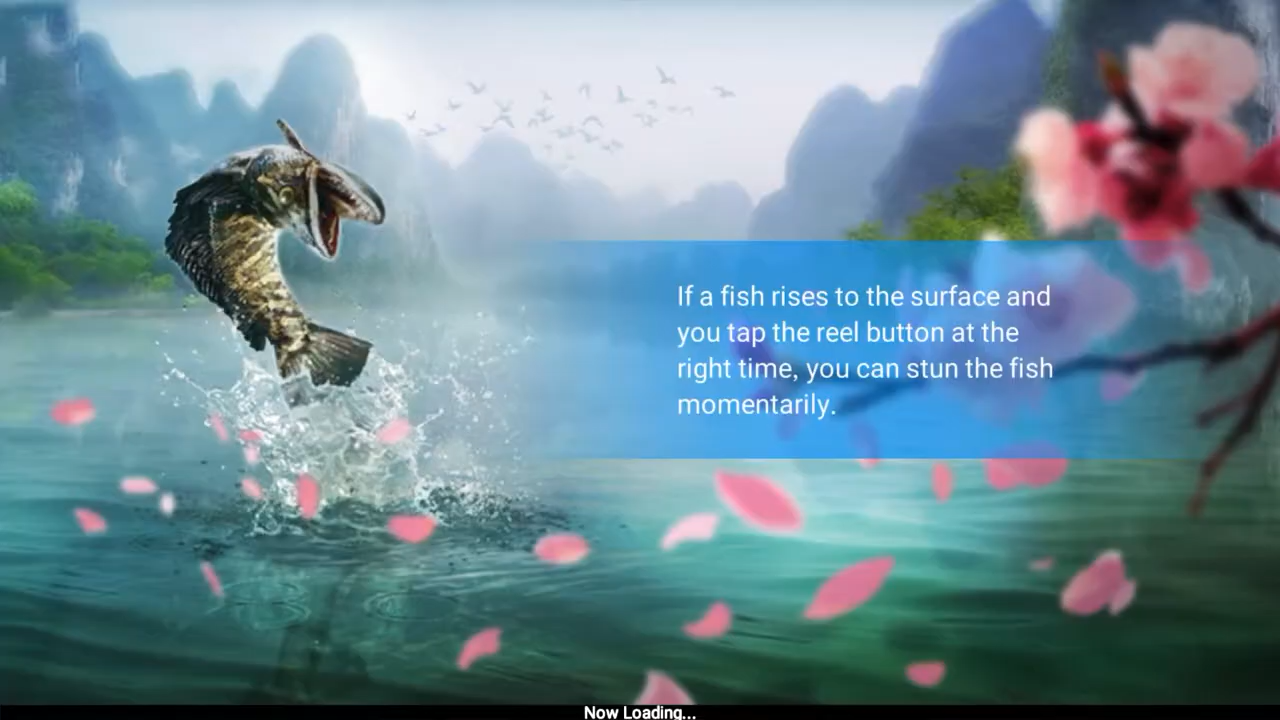 If a fish rises to the surface and
you tap the reel button at the
right time, you can stun the fish
momentarily.
Now Loading...